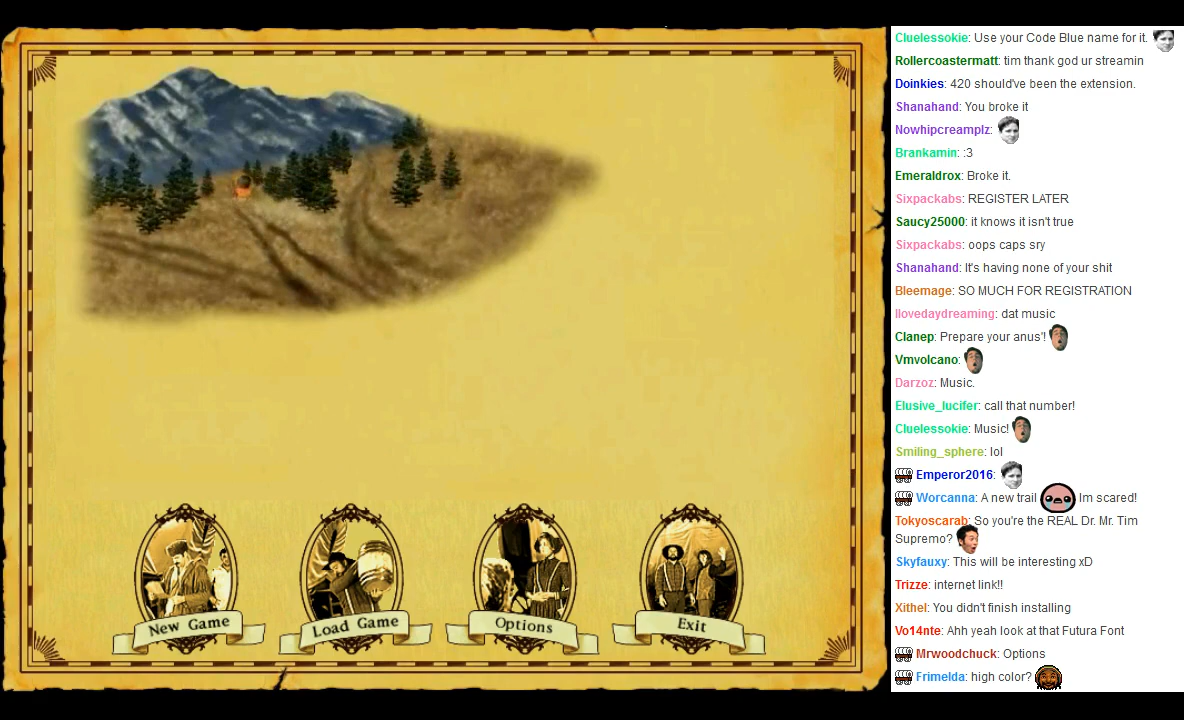 New Game
Load Game
Options
Exit
Cluelessokie: Use your Code Blue name for it.
Rollercoastermatt: tim thank god ur streamin
Doinkies: 420 should've been the extension.
Shanahand: You broke it
Nowhipcreamplz:
Brankamin: :3
Emeraldrox: Broke it.
Sixpackabs: REGISTER LATER
Saucy25000: it knows it isn't true
Sixpackabs: oops caps sry
Shanahand: It's having none of your shit
Bleemage: SO MUCH FOR REGISTRATION
Ilovedaydreaming: dat music
Clanep: Prepare your anus'!
Vmvolcano:
Darzoz: Music.
Elusive_lucifer: call that number!
Cluelessokie: Music!
Smiling_sphere: lol
Emperor2016:
Worcanna: A new trail Im scared!
Tokyoscarab: So you're the REAL Dr. Mr. Tim
Supremo?
Skyfauxy: This will be interesting xD
Trizze: internet link!!
Xithel: You didn't finish installing
Vo14nte: Ahh yeah look at that Futura Font
Mrwoodchuck: Options
Frimelda: high color?